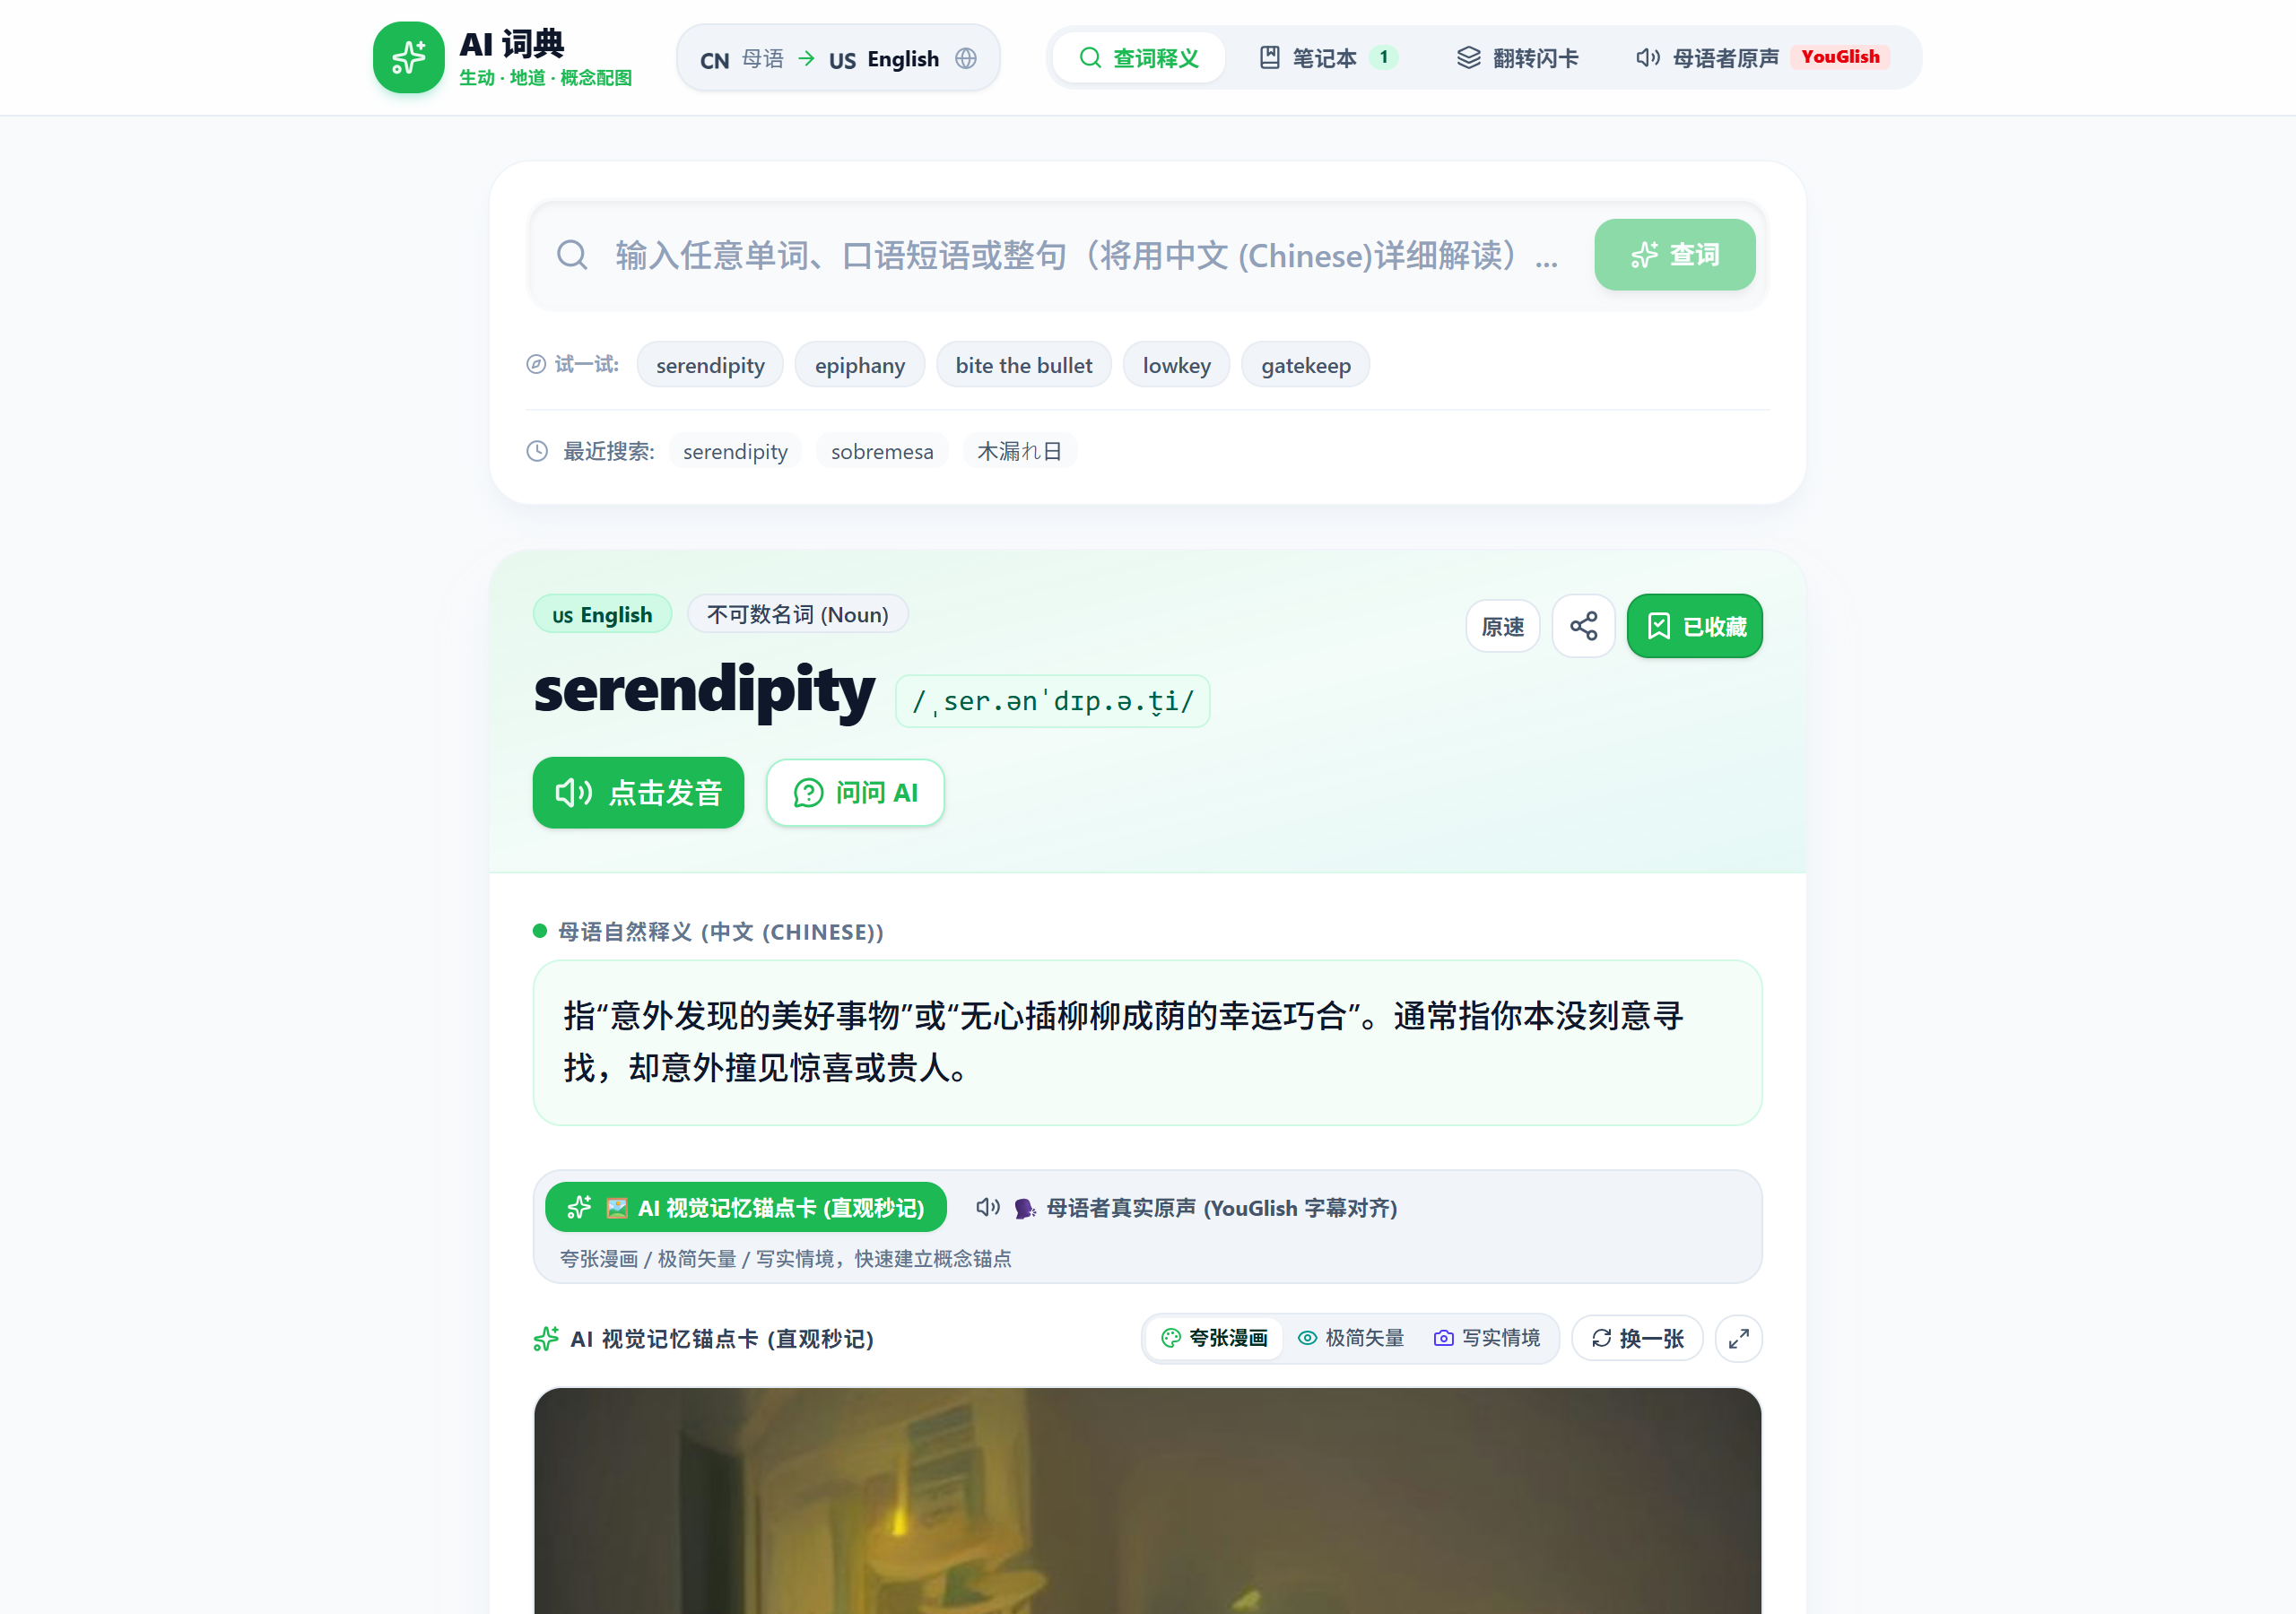 AI 词典
生动 · 地道 · 概念配图
CN 母语 → US English
查词释义
笔记本 1
翻转闪卡
母语者原声 YouGlish
输入任意单词、口语短语或整句（将用中文 (Chinese)详细解读）...
查词
试一试: serendipity epiphany bite the bullet lowkey gatekeep
最近搜索: serendipity sobremesa 木漏れ日
US English 不可数名词 (Noun)
原速 已收藏
serendipity /ˌser.ənˈdɪp.ə.t̬i/
点击发音 问问 AI
母语自然释义 (中文 (CHINESE))
指“意外发现的美好事物”或“无心插柳柳成荫的幸运巧合”。通常指你本没刻意寻
找，却意外撞见惊喜或贵人。
AI 视觉记忆锚点卡 (直观秒记) 母语者真实原声 (YouGlish 字幕对齐)
夸张漫画 / 极简矢量 / 写实情境，快速建立概念锚点
AI 视觉记忆锚点卡 (直观秒记) 夸张漫画 极简矢量 写实情境 换一张